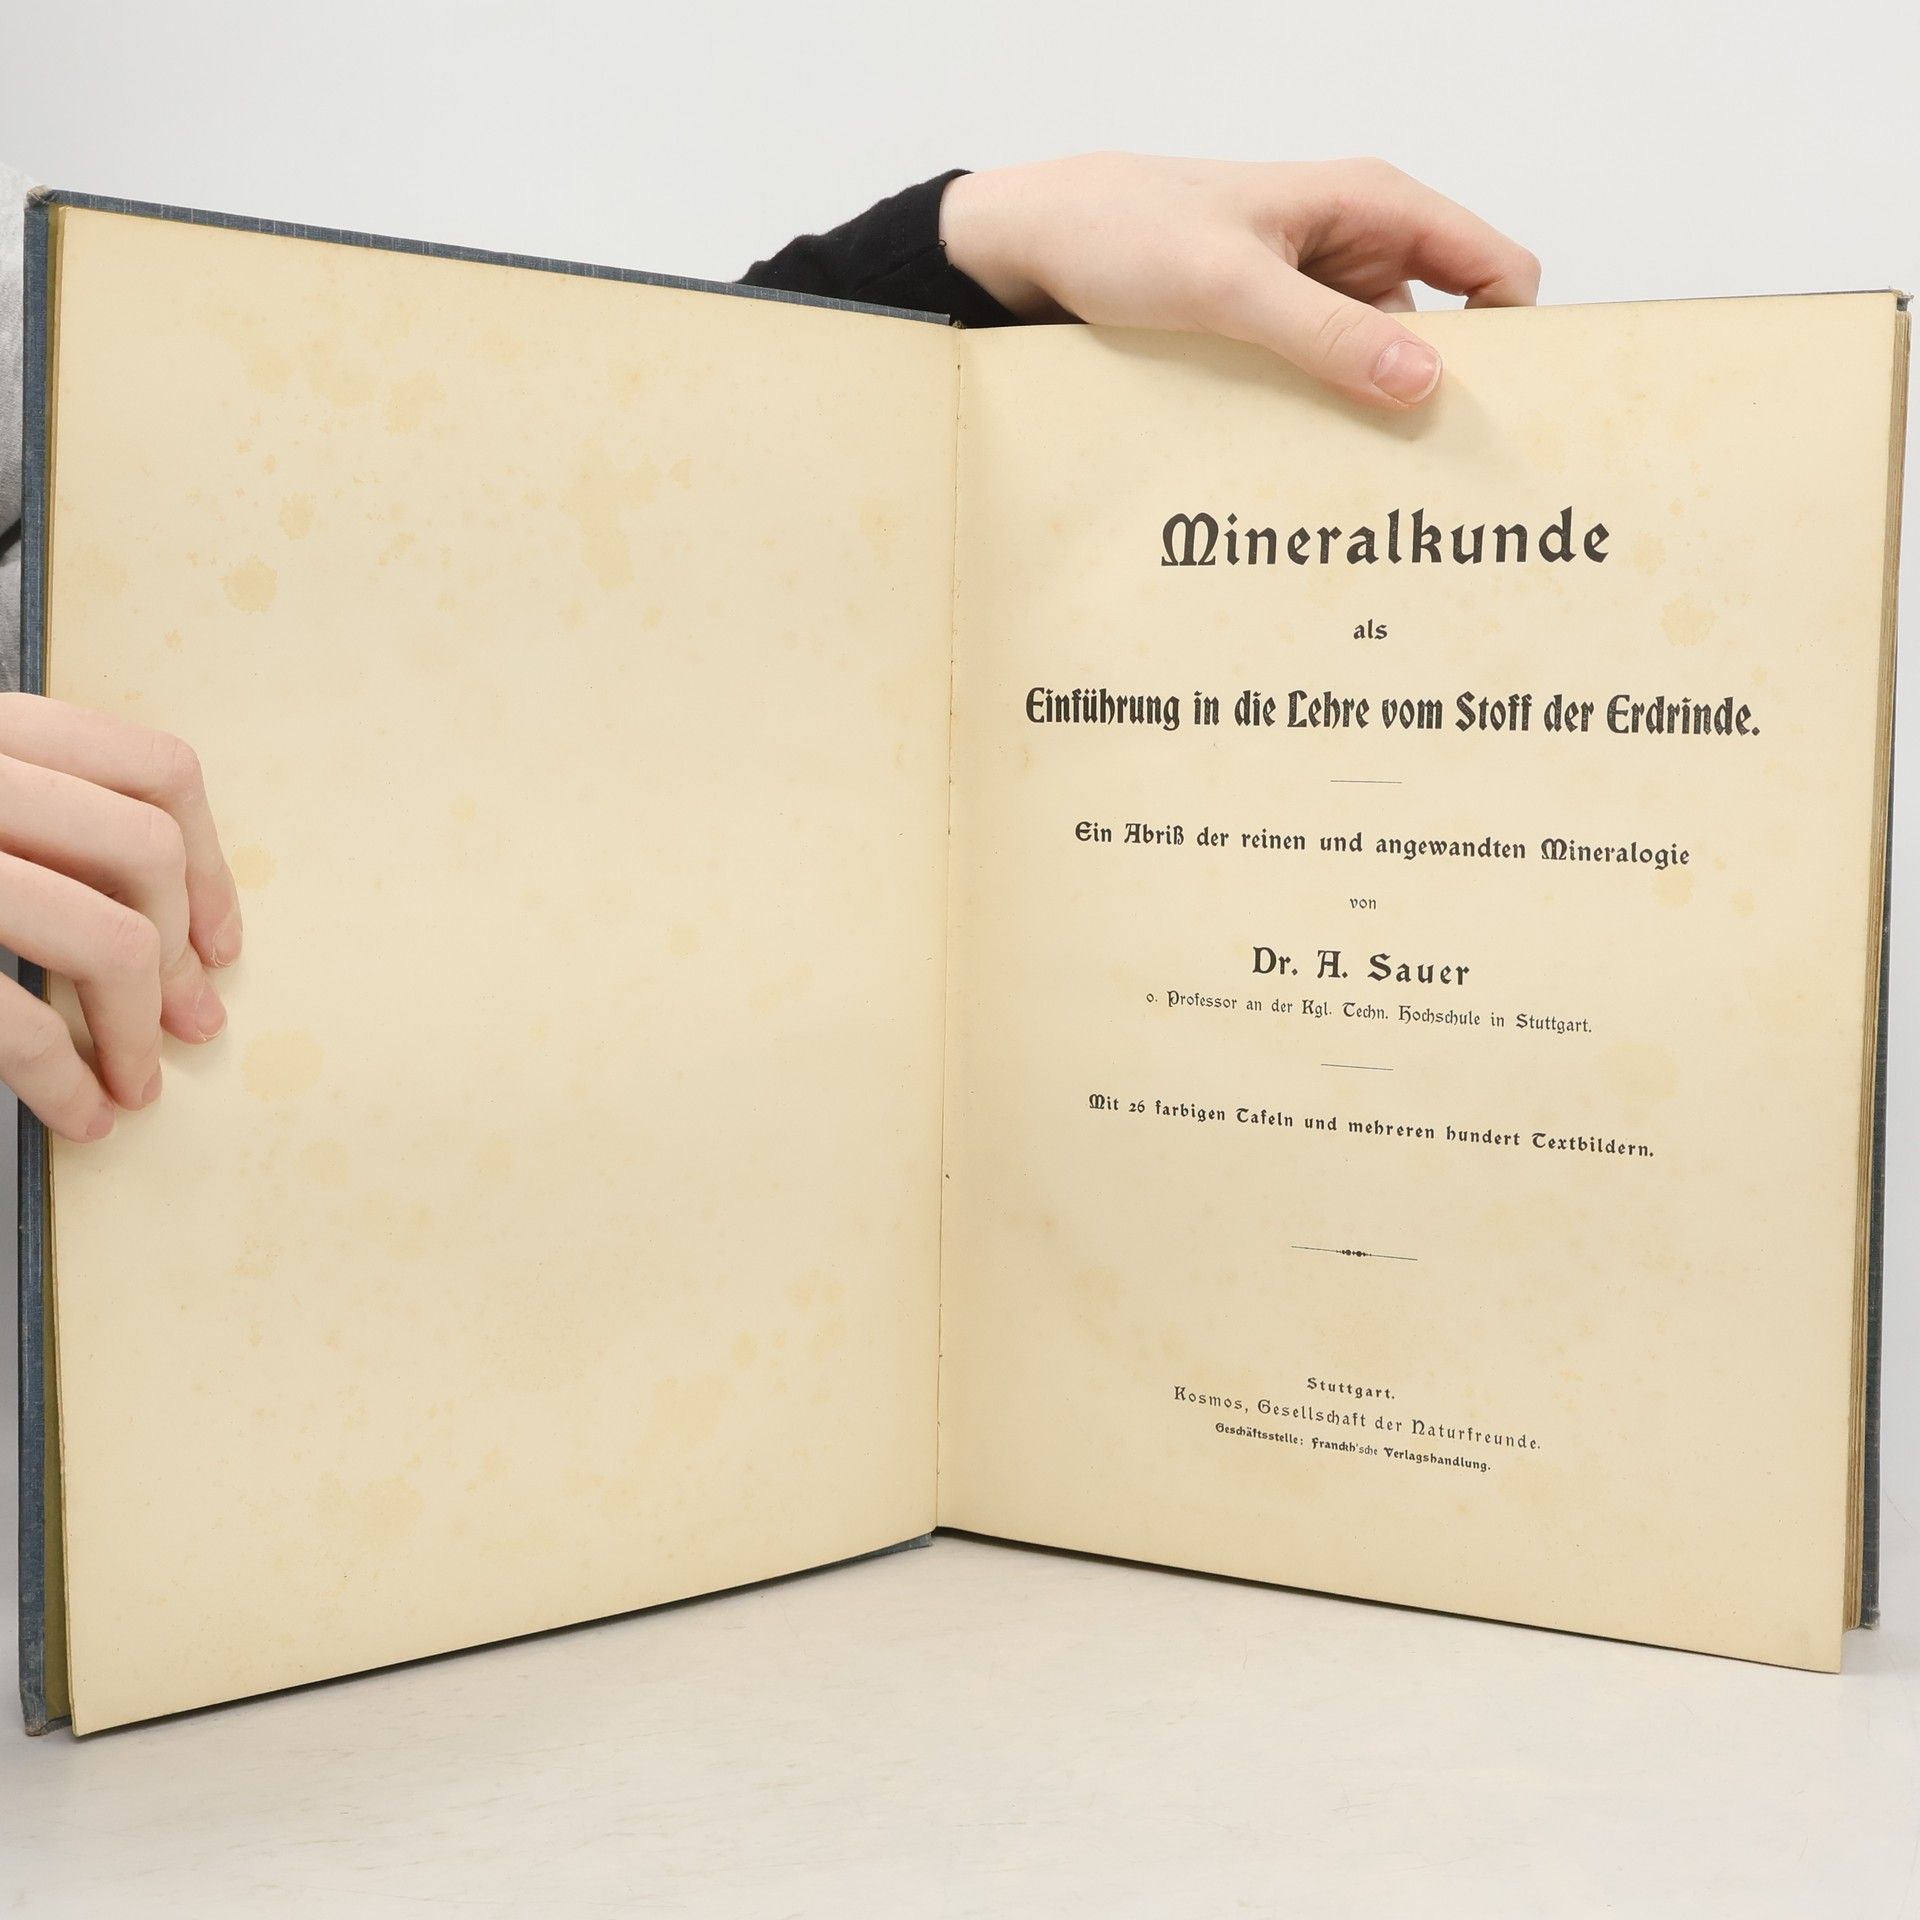 Mineralkunde
als
Einführung in die Lehre vom Stoff der Erdrinde.
Ein Abriß der reinen und angewandten Mineralogie
von
Dr. A. Sauer
o. Professor an der Kgl. Techn. Hochschule in Stuttgart.
Mit 26 farbigen Tafeln und mehreren hundert Textbildern.
Stuttgart.
Kosmos, Gesellschaft der Naturfreunde.
Geschäftsstelle: Franckh'sche Verlagshandlung.